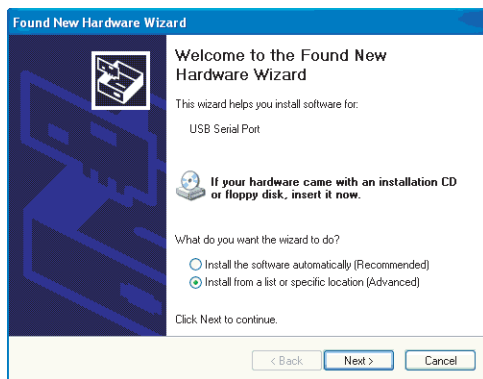 Found New Hardware Wizard
Welcome to the Found New
Hardware Wizard
This wizard helps you install software for:
USB Serial Port
If your hardware came with an installation CD
or floppy disk, insert it now.
What do you want the wizard to do?
Install the software automatically (Recommended)
Install from a list or specific location (Advanced)
Click Next to continue.
< Back
Next >
Cancel